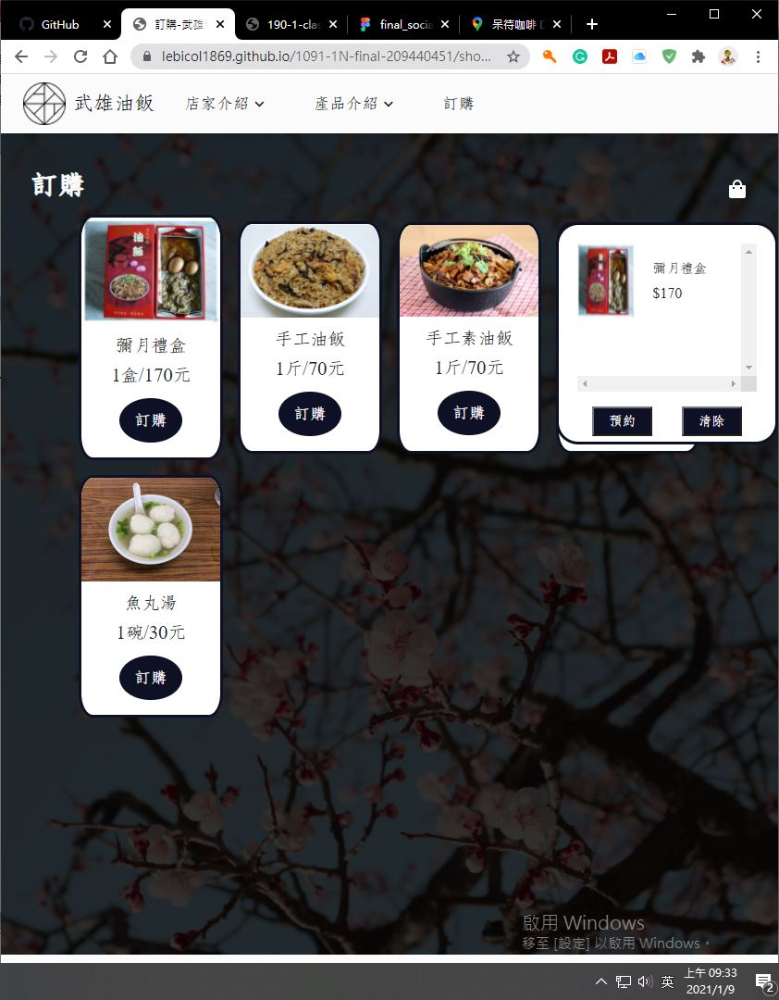 GitHub
訂購-武雄
190-1-clas
final_socia
呆待咖啡
lebicol1869.github.io/1091-1N-final-209440451/sho...
武雄油飯
店家介紹
產品介紹
訂購
訂購
油飯
彌月禮盒
1盒/170元
訂購
手工油飯
1斤/70元
訂購
手工素油飯
1斤/70元
訂購
彌月禮盒
$170
預約
清除
魚丸湯
1碗/30元
訂購
啟用 Windows
移至 [設定] 以啟用 Windows。
英
上午 09:33
2021/1/9
2